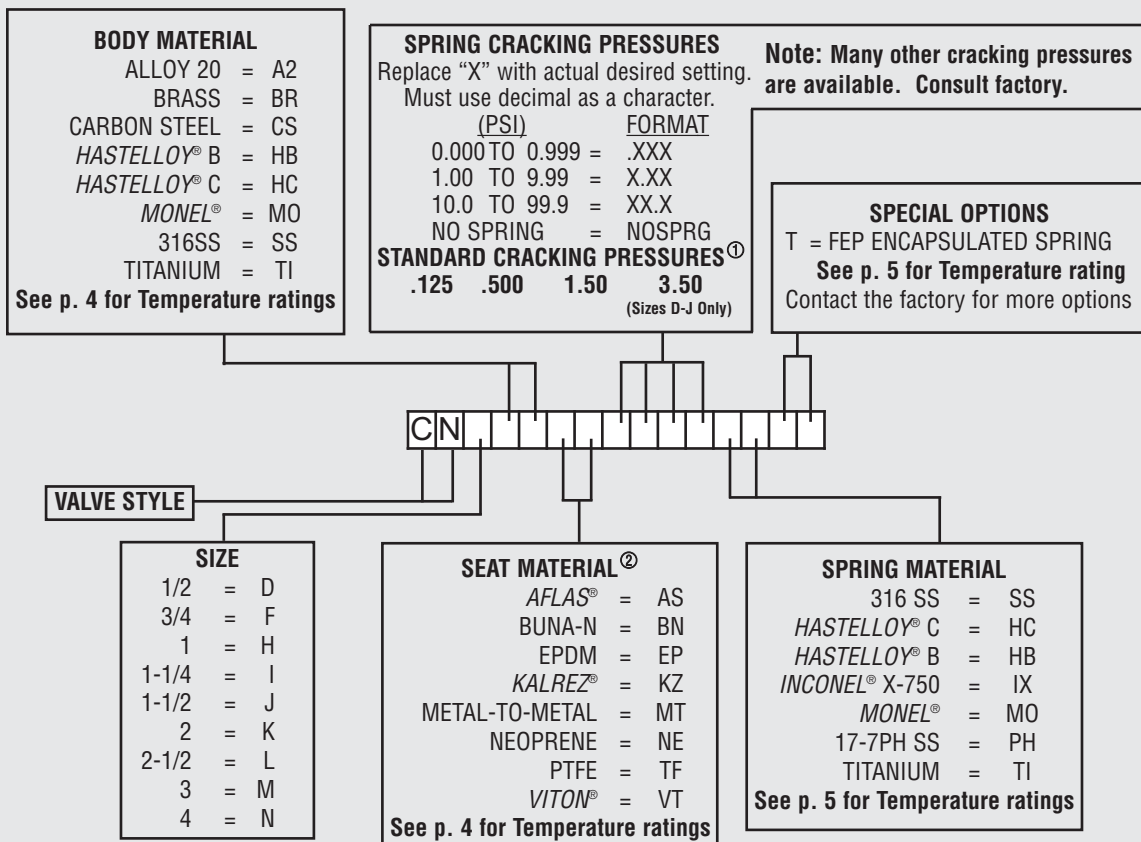 BODY MATERIAL
ALLOY 20 = A2
BRASS = BR
CARBON STEEL = CS
HASTELLOY® B = HB
HASTELLOY® C = HC
MONEL® = MO
316SS = SS
TITANIUM = TI
See p. 4 for Temperature ratings
SPRING CRACKING PRESSURES
Replace “X” with actual desired setting.
Must use decimal as a character.
(PSI) FORMAT
0.000 TO 0.999 = .XXX
1.00 TO 9.99 = X.XX
10.0 TO 99.9 = XX.X
NO SPRING = NOSPRG
STANDARD CRACKING PRESSURES①
.125 .500 1.50 3.50
(Sizes D-J Only)
Note: Many other cracking pressures
are available. Consult factory.
SPECIAL OPTIONS
T = FEP ENCAPSULATED SPRING
See p. 5 for Temperature rating
Contact the factory for more options
CN
VALVE STYLE
SIZE
1/2 = D
3/4 = F
1 = H
1-1/4 = I
1-1/2 = J
2 = K
2-1/2 = L
3 = M
4 = N
SEAT MATERIAL②
AFLAS® = AS
BUNA-N = BN
EPDM = EP
KALREZ® = KZ
METAL-TO-METAL = MT
NEOPRENE = NE
PTFE = TF
VITON® = VT
See p. 4 for Temperature ratings
SPRING MATERIAL
316 SS = SS
HASTELLOY® C = HC
HASTELLOY® B = HB
INCONEL® X-750 = IX
MONEL® = MO
17-7PH SS = PH
TITANIUM = TI
See p. 5 for Temperature ratings